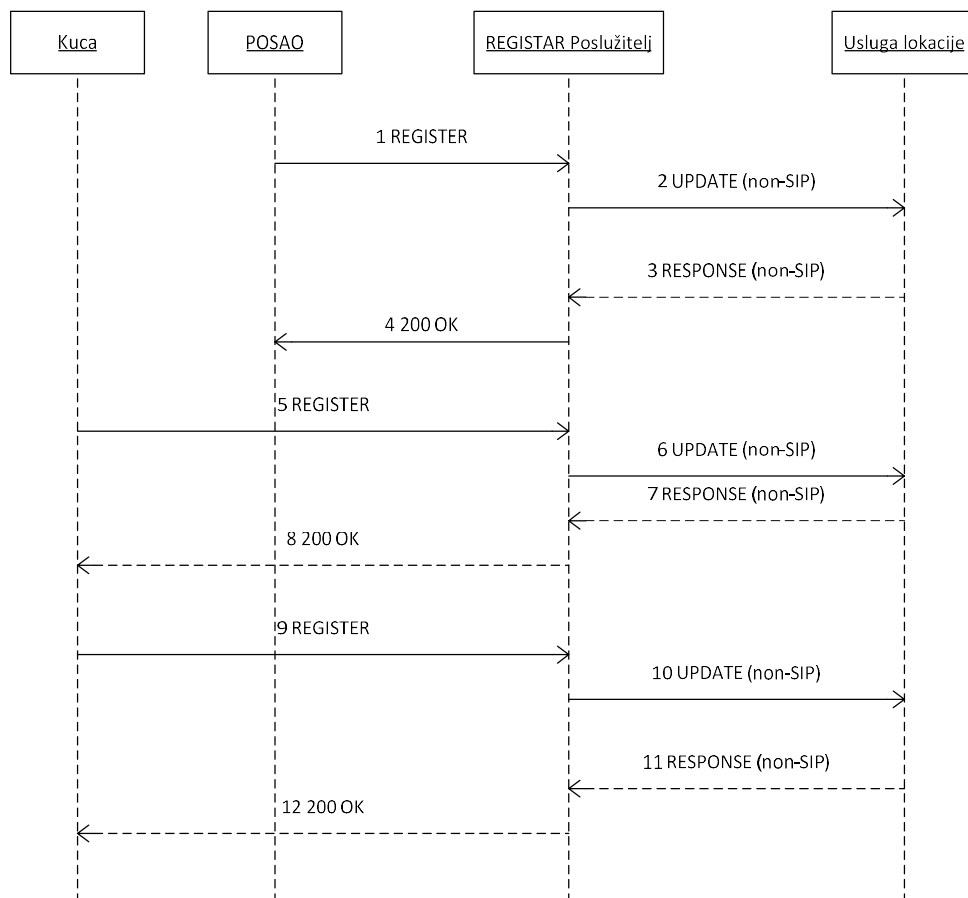 Kuca
POSAO
REGISTAR Poslužitelj
Usluga lokacije
1 REGISTER
2 UPDATE (non-SIP)
3 RESPONSE (non-SIP)
4 200 OK
5 REGISTER
6 UPDATE (non-SIP)
7 RESPONSE (non-SIP)
8 200 OK
9 REGISTER
10 UPDATE (non-SIP)
11 RESPONSE (non-SIP)
12 200 OK